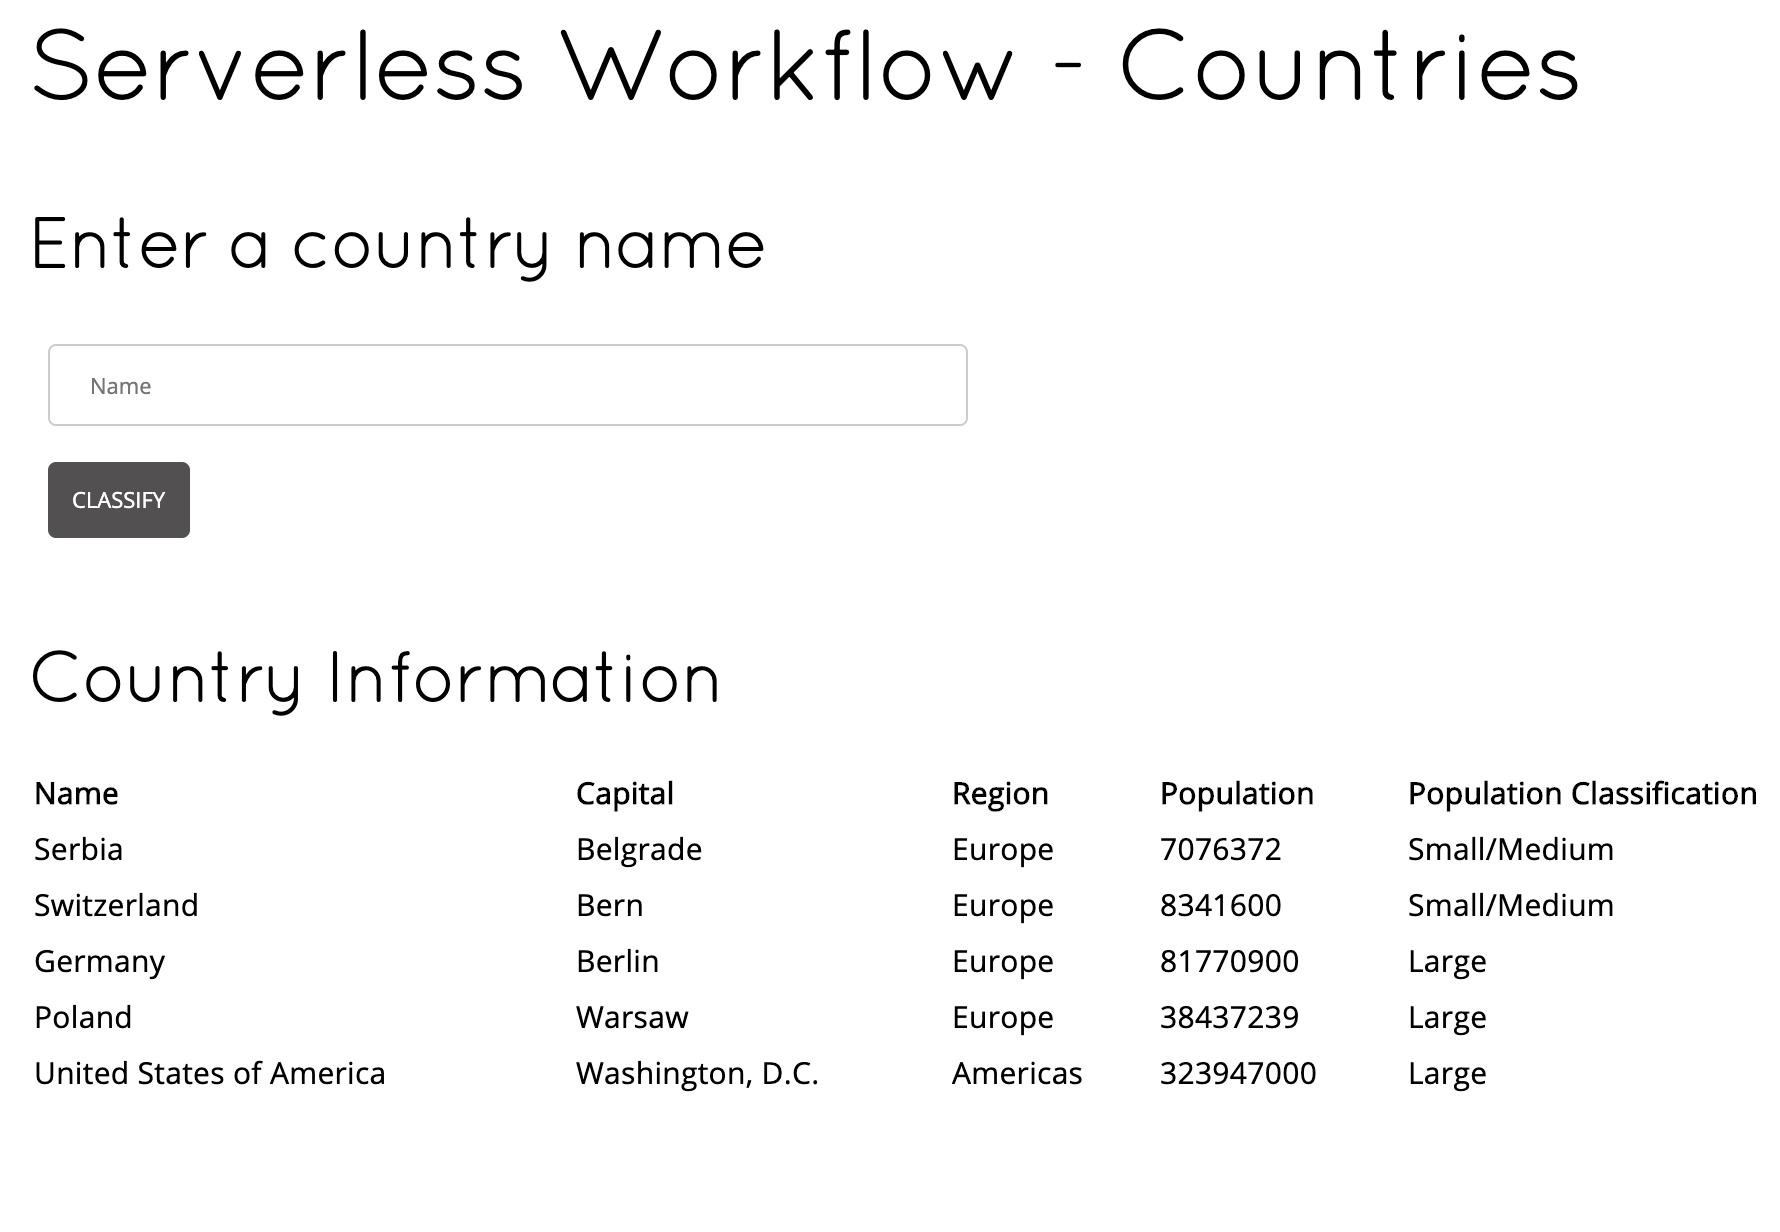 Serverless Workflow - Countries
Enter a country name
Name
CLASSIFY
Country Information
Name Capital Region Population Population Classification
Serbia Belgrade Europe 7076372 Small/Medium
Switzerland Bern Europe 8341600 Small/Medium
Germany Berlin Europe 81770900 Large
Poland Warsaw Europe 38437239 Large
United States of America Washington, D.C. Americas 323947000 Large